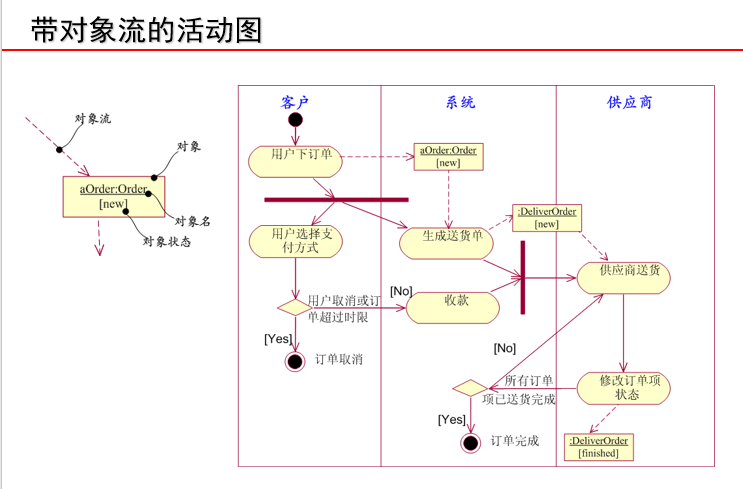 带对象流的活动图
对象流
对象
aOrder:Order
[new]
对象名
对象状态
客户
系统
供应商
用户下订单
aOrder:Order
[new]
用户选择支
付方式
生成送货单
:DeliverOrder
[new]
供应商送货
用户取消或订
单超过时限
[No]
收款
[Yes]
订单取消
[No]
所有订单
项已送货完成
修改订单项
状态
[Yes]
订单完成
:DeliverOrder
[finished]